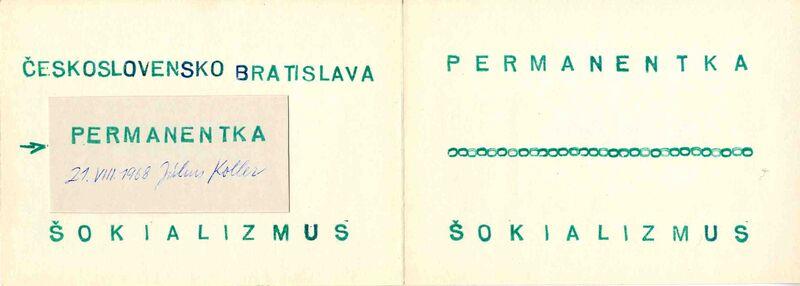 ČESKOSLOVENSKO BRATISLAVA
PERMANENTKA
21. VIII. 1968 Július Koller
ŠOKIALIZMUS
PERMANENTKA
ŠOKIALIZMUS